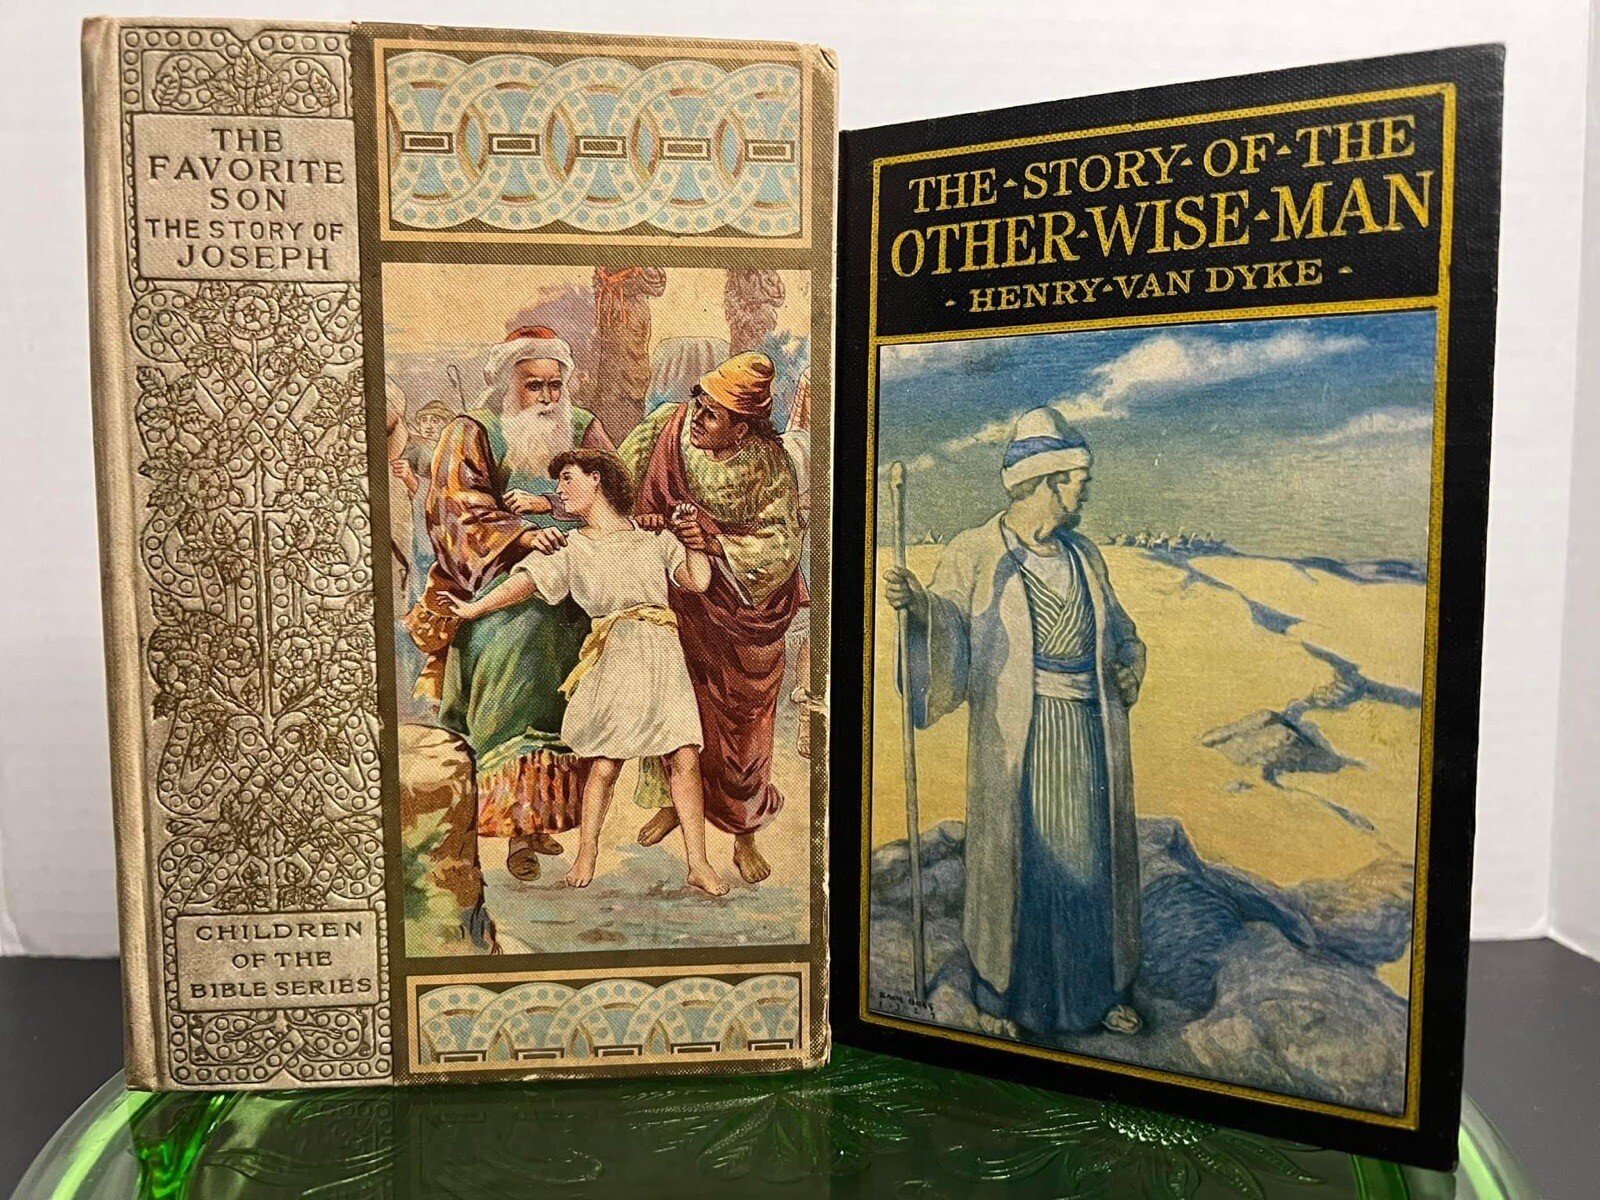 THE
FAVORITE
SON
THE STORY OF
JOSEPH
CHILDREN
OF THE
BIBLE SERIES
THE-STORY-OF-THE
OTHER-WISE-MAN
-HENRY-VAN DYKE-